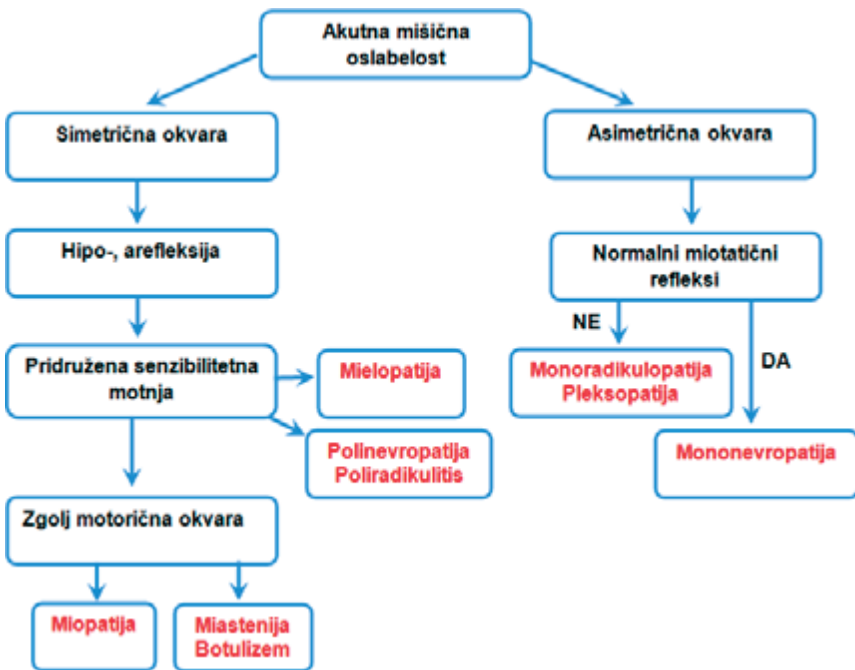 Akutna mišična
oslabelost
Simetrična okvara
Asimetrična okvara
Hipo-, arefleksija
Normalni miotatični
refleksi
NE
DA
Pridružena senzibilitetna
motnja
Mielopatija
Monoradikulopatija
Pleksopatija
Polinevropatija
Poliradikulitis
Mononevropatija
Zgolj motorična okvara
Miopatija
Miastenija
Botulizem